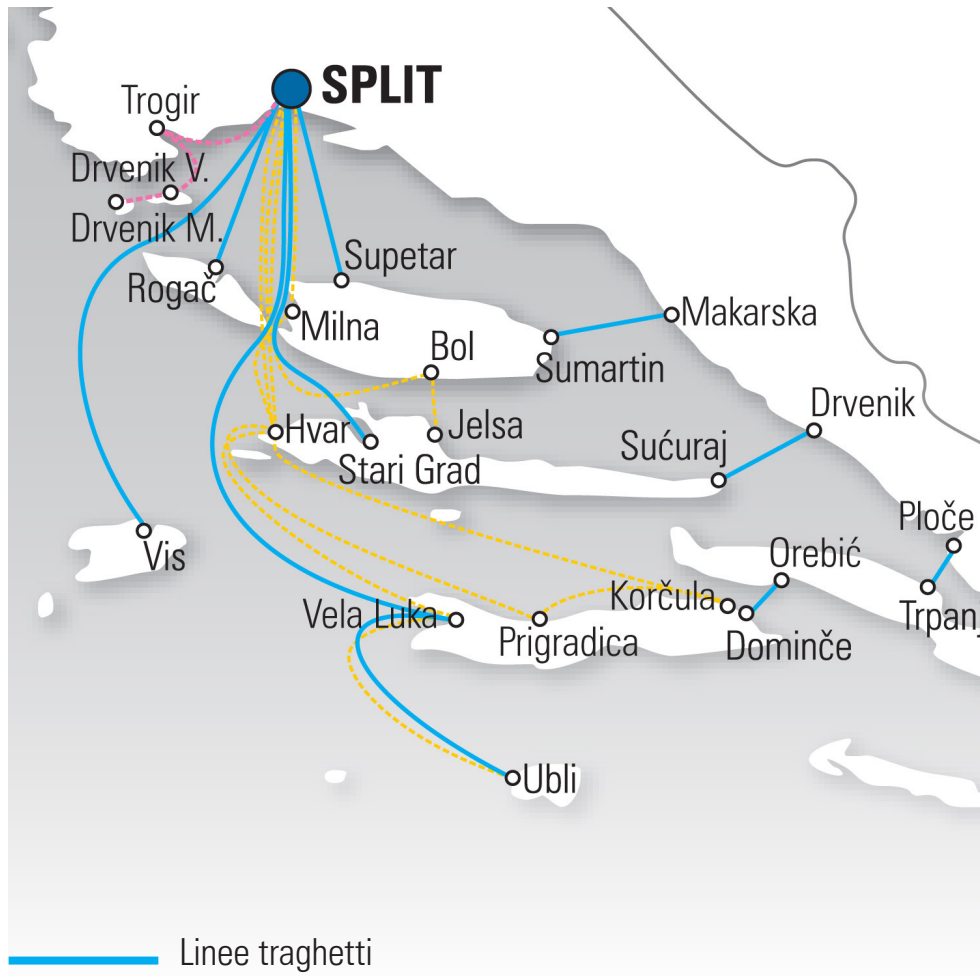 SPLIT
Trogir
Drvenik V.
Drvenik M.
Rogač
Supetar
Milna
Makarska
Sumartin
Bol
Hvar
Jelsa
Stari Grad
Drvenik
Sućuraj
Ploče
Vis
Orebić
Korčula
Trpanj
Vela Luka
Prigradica
Dominče
Ubli
Linee traghetti